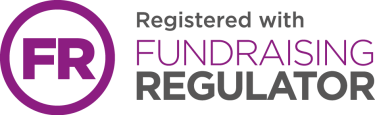 FR
Registered with
FUNDRAISING
REGULATOR